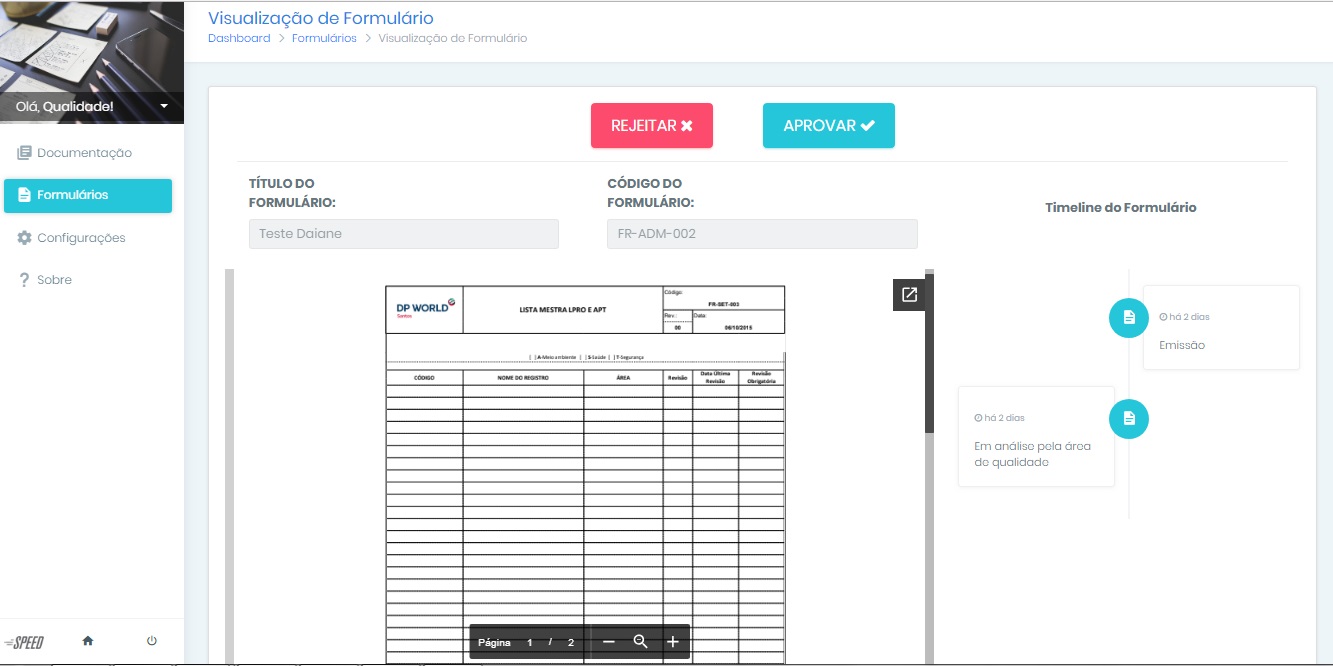 Visualização de Formulário
Dashboard > Formulários > Visualização de Formulário
Olá, Qualidade!
Documentação
Formulários
Configurações
Sobre
SPEED
REJEITAR
APROVAR
TÍTULO DO
FORMULÁRIO:
Teste Daiane
CÓDIGO DO
FORMULÁRIO:
FR-ADM-002
Timeline do Formulário
há 2 dias
Emissão
há 2 dias
Em análise pela área
de qualidade
DP WORLD
Santos
LISTA MESTRA LPRO E APT
Código:
FR-SET-003
Rev.: Data:
00 06/10/2015
[ ] A-Meio ambiente [ ] S-Saúde [ ] T-Segurança
CÓDIGO NOME DO REGISTRO ÁREA Revisão Data Última Revisão Revisão Obrigatória
Página 1 / 2